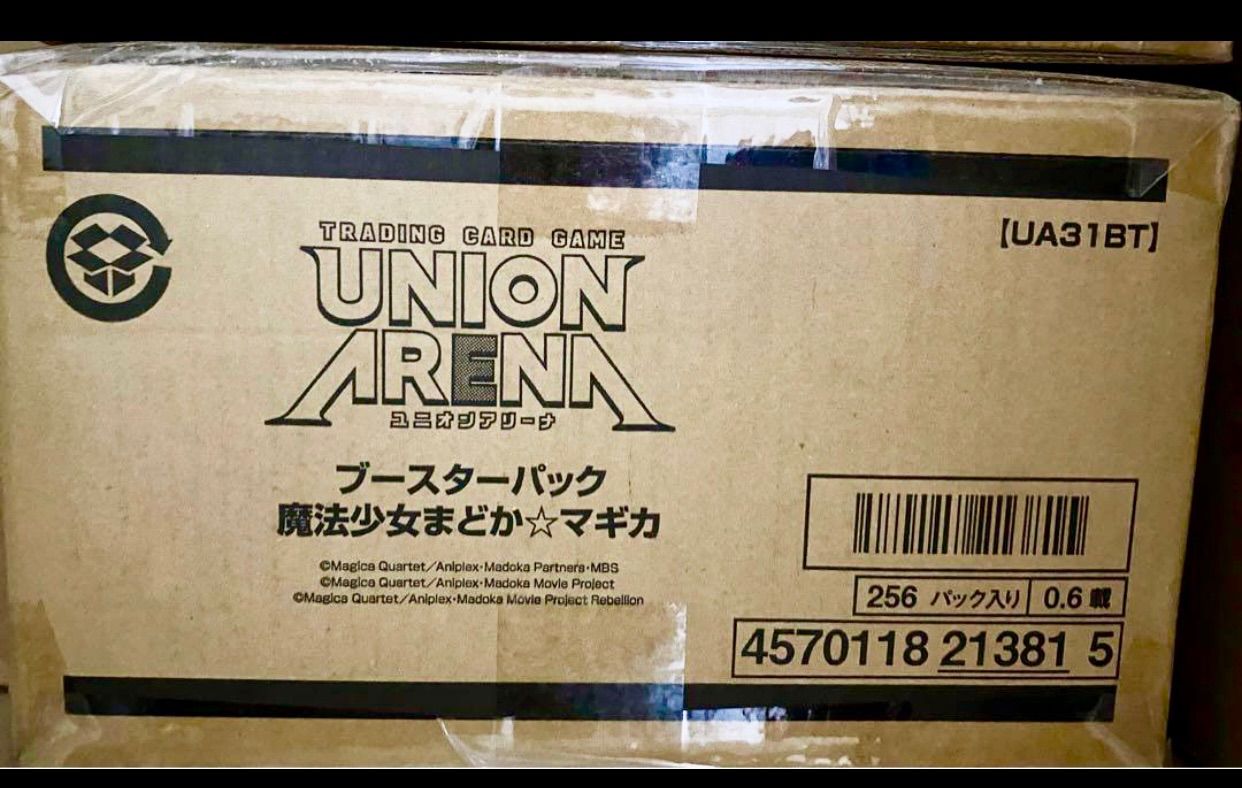 TRADING CARD GAME
UNION
ARENA
ユニオンアリーナ
【UA31BT】
ブースターパック
魔法少女まどか☆マギカ
©Magica Quartet／Aniplex・Madoka Partners・MBS
©Magica Quartet／Aniplex・Madoka Movie Project
©Magica Quartet／Aniplex・Madoka Movie Project Rebellion
256 パック入り 0.6 載
4570118 21381 5